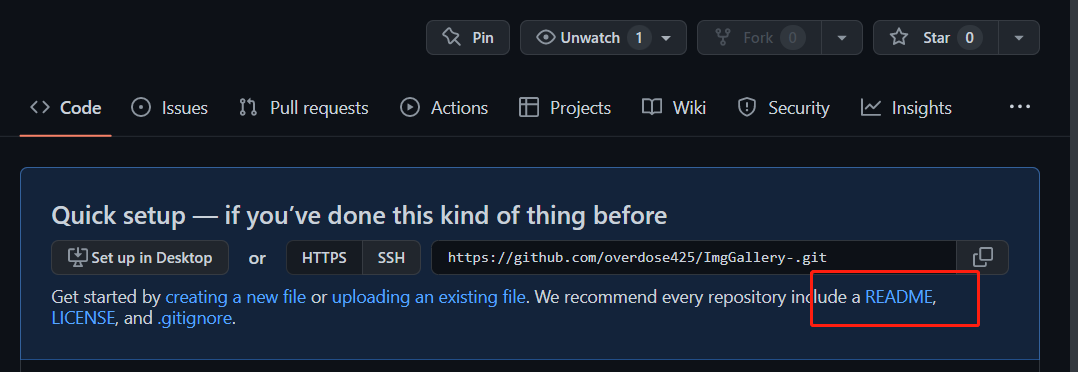 Pin Unwatch 1 Fork 0 Star 0
Code Issues Pull requests Actions Projects Wiki Security Insights
Quick setup — if you’ve done this kind of thing before
Set up in Desktop or HTTPS SSH https://github.com/overdose425/ImgGallery-.git
Get started by creating a new file or uploading an existing file. We recommend every repository include a README,
LICENSE, and .gitignore.